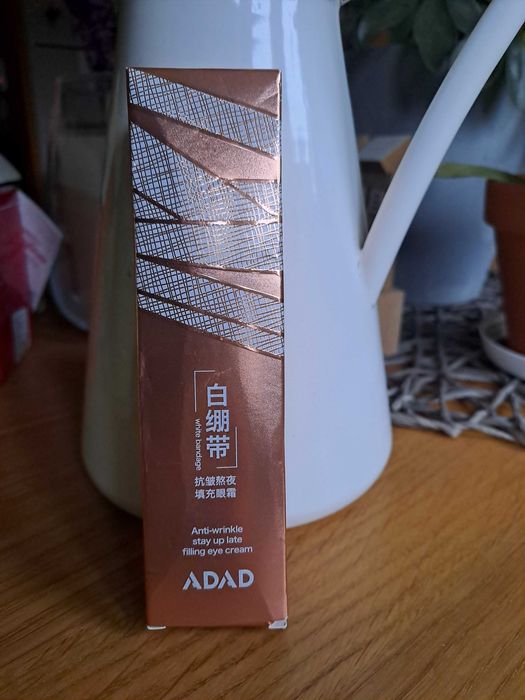 白绷带
white bandage
抗皱熬夜
填充眼霜
Anti-wrinkle
stay up late
filling eye cream
ADAD